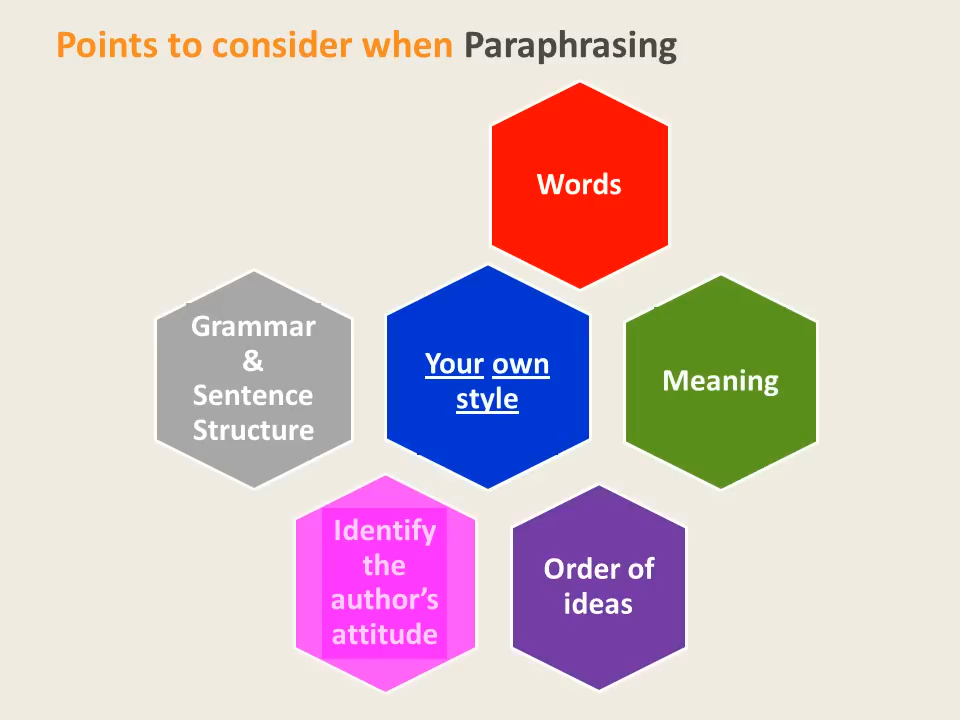 Points to consider when Paraphrasing
Words
Grammar
&
Sentence
Structure
Your own
style
Meaning
Identify
the
author’s
attitude
Order of
ideas